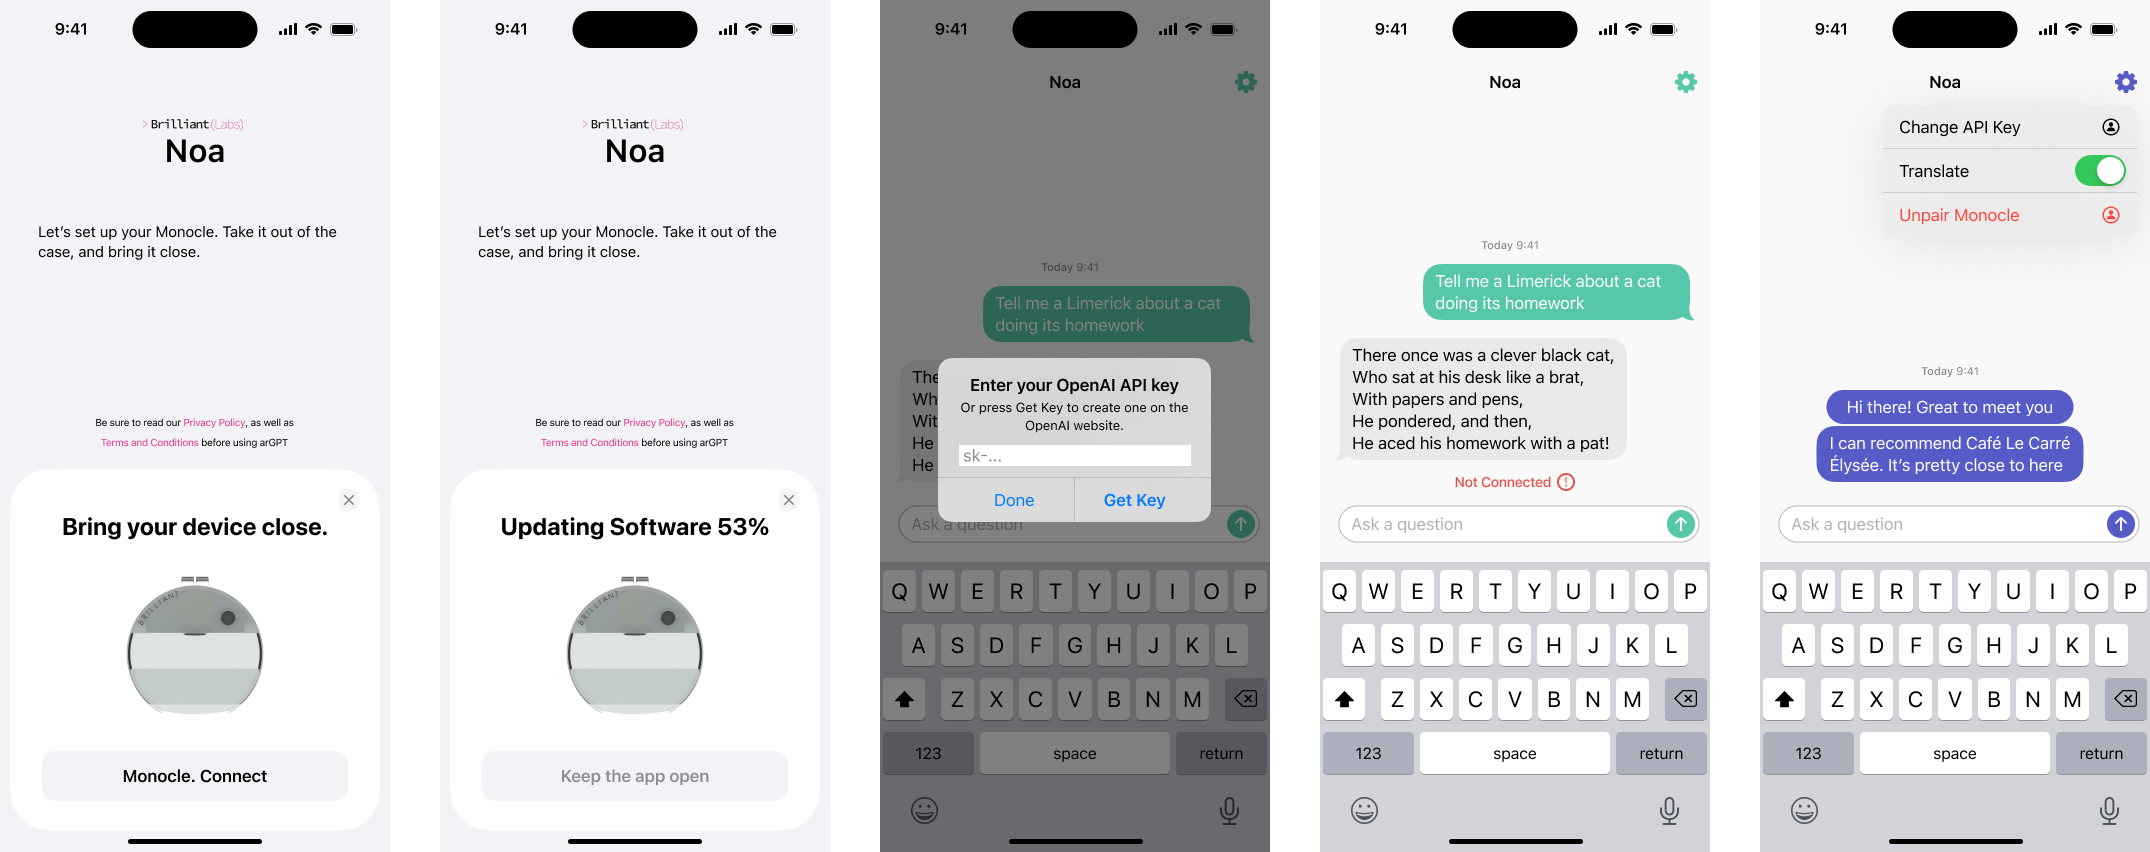 9:41
> Brilliant(Labs)
Noa
Let's set up your Monocle. Take it out of the
case, and bring it close.
Be sure to read our Privacy Policy, as well as
Terms and Conditions before using arGPT
Bring your device close.
BRILLIANT
Monocle. Connect
9:41
> Brilliant(Labs)
Noa
Let's set up your Monocle. Take it out of the
case, and bring it close.
Be sure to read our Privacy Policy, as well as
Terms and Conditions before using arGPT
Updating Software 53%
BRILLIANT
Keep the app open
9:41
Noa
Today 9:41
Tell me a Limerick about a cat
doing its homework
The
Wh
Wit
He
He
Enter your OpenAI API key
Or press Get Key to create one on the
OpenAI website.
sk-...
Done Get Key
Ask a question
Q W E R T Y U I O P
A S D F G H J K L
Z X C V B N M
123 space return
9:41
Noa
Today 9:41
Tell me a Limerick about a cat
doing its homework
There once was a clever black cat,
Who sat at his desk like a brat,
With papers and pens,
He pondered, and then,
He aced his homework with a pat!
Not Connected
Ask a question
Q W E R T Y U I O P
A S D F G H J K L
Z X C V B N M
123 space return
9:41
Noa
Change API Key
Translate
Unpair Monocle
Today 9:41
Hi there! Great to meet you
I can recommend Café Le Carré
Élysée. It's pretty close to here
Ask a question
Q W E R T Y U I O P
A S D F G H J K L
Z X C V B N M
123 space return